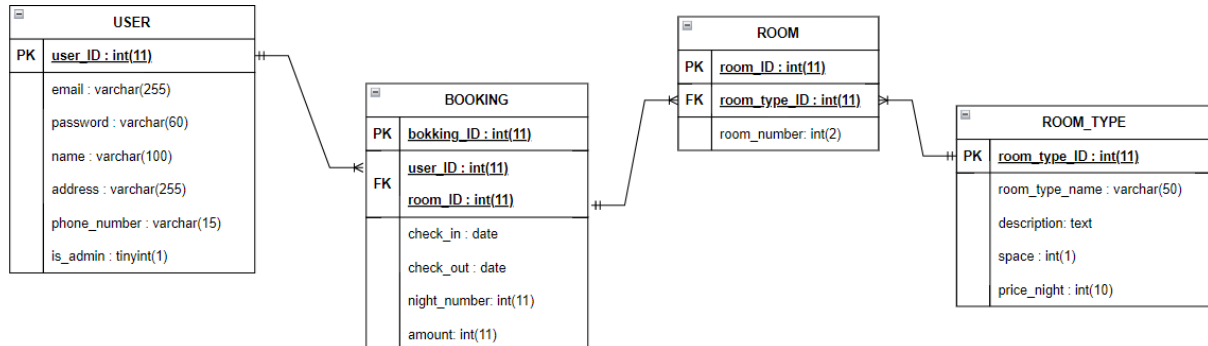 USER
PK user_ID : int(11)
email : varchar(255)
password : varchar(60)
name : varchar(100)
address : varchar(255)
phone_number : varchar(15)
is_admin : tinyint(1)
BOOKING
PK bokking_ID : int(11)
user_ID : int(11)
FK
room_ID : int(11)
check_in : date
check_out : date
night_number: int(11)
amount: int(11)
ROOM
PK room_ID : int(11)
FK room_type_ID : int(11)
room_number: int(2)
ROOM_TYPE
PK room_type_ID : int(11)
room_type_name : varchar(50)
description: text
space : int(1)
price_night : int(10)